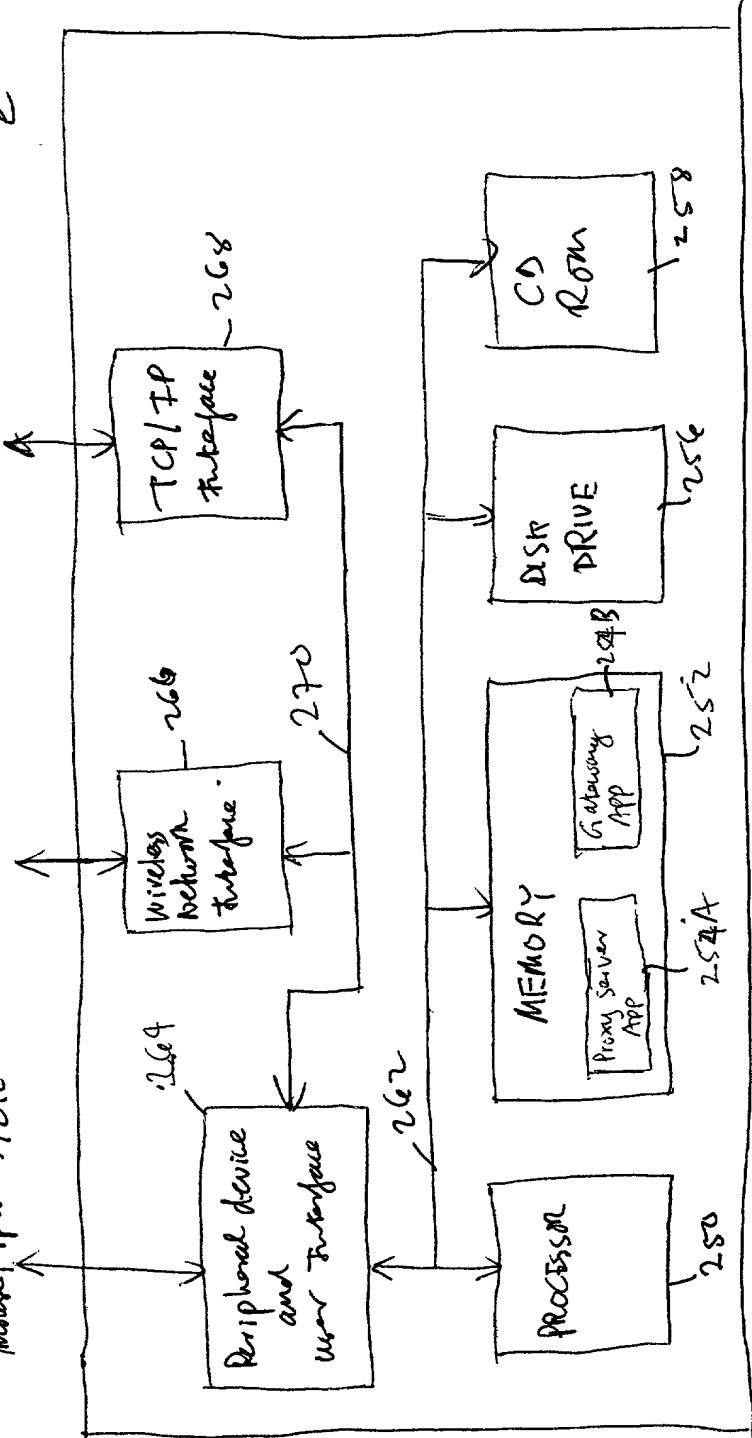 TCP/IP
Interface
268
Wireless
Network
Interface.
266
270
264
Peripheral device
and
user Interface
262
CD
ROM
258
DISK
DRIVE
256
MEMORY
Proxy Server
APP
254A
Gateway
APP
254B
252
PROCESSOR
250